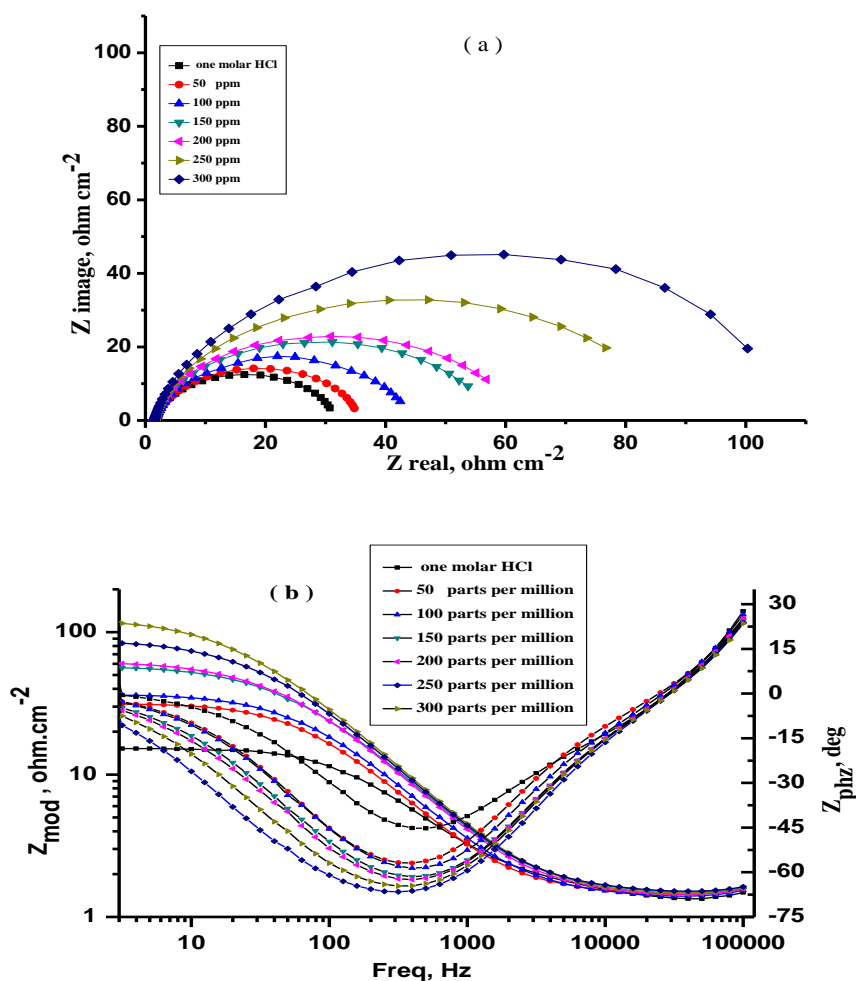 ( a )
100
80
60
40
20
0
Z image, ohm cm-2
one molar HCl
50 ppm
100 ppm
150 ppm
200 ppm
250 ppm
300 ppm
0 20 40 60 80 100
Z real, ohm cm-2
( b )
one molar HCl
50 parts per million
100 parts per million
150 parts per million
200 parts per million
250 parts per million
300 parts per million
100
10
1
Zmod , ohm.cm-2
30
15
0
-15
-30
-45
-60
-75
Zphz, deg
10 100 1000 10000 100000
Freq, Hz